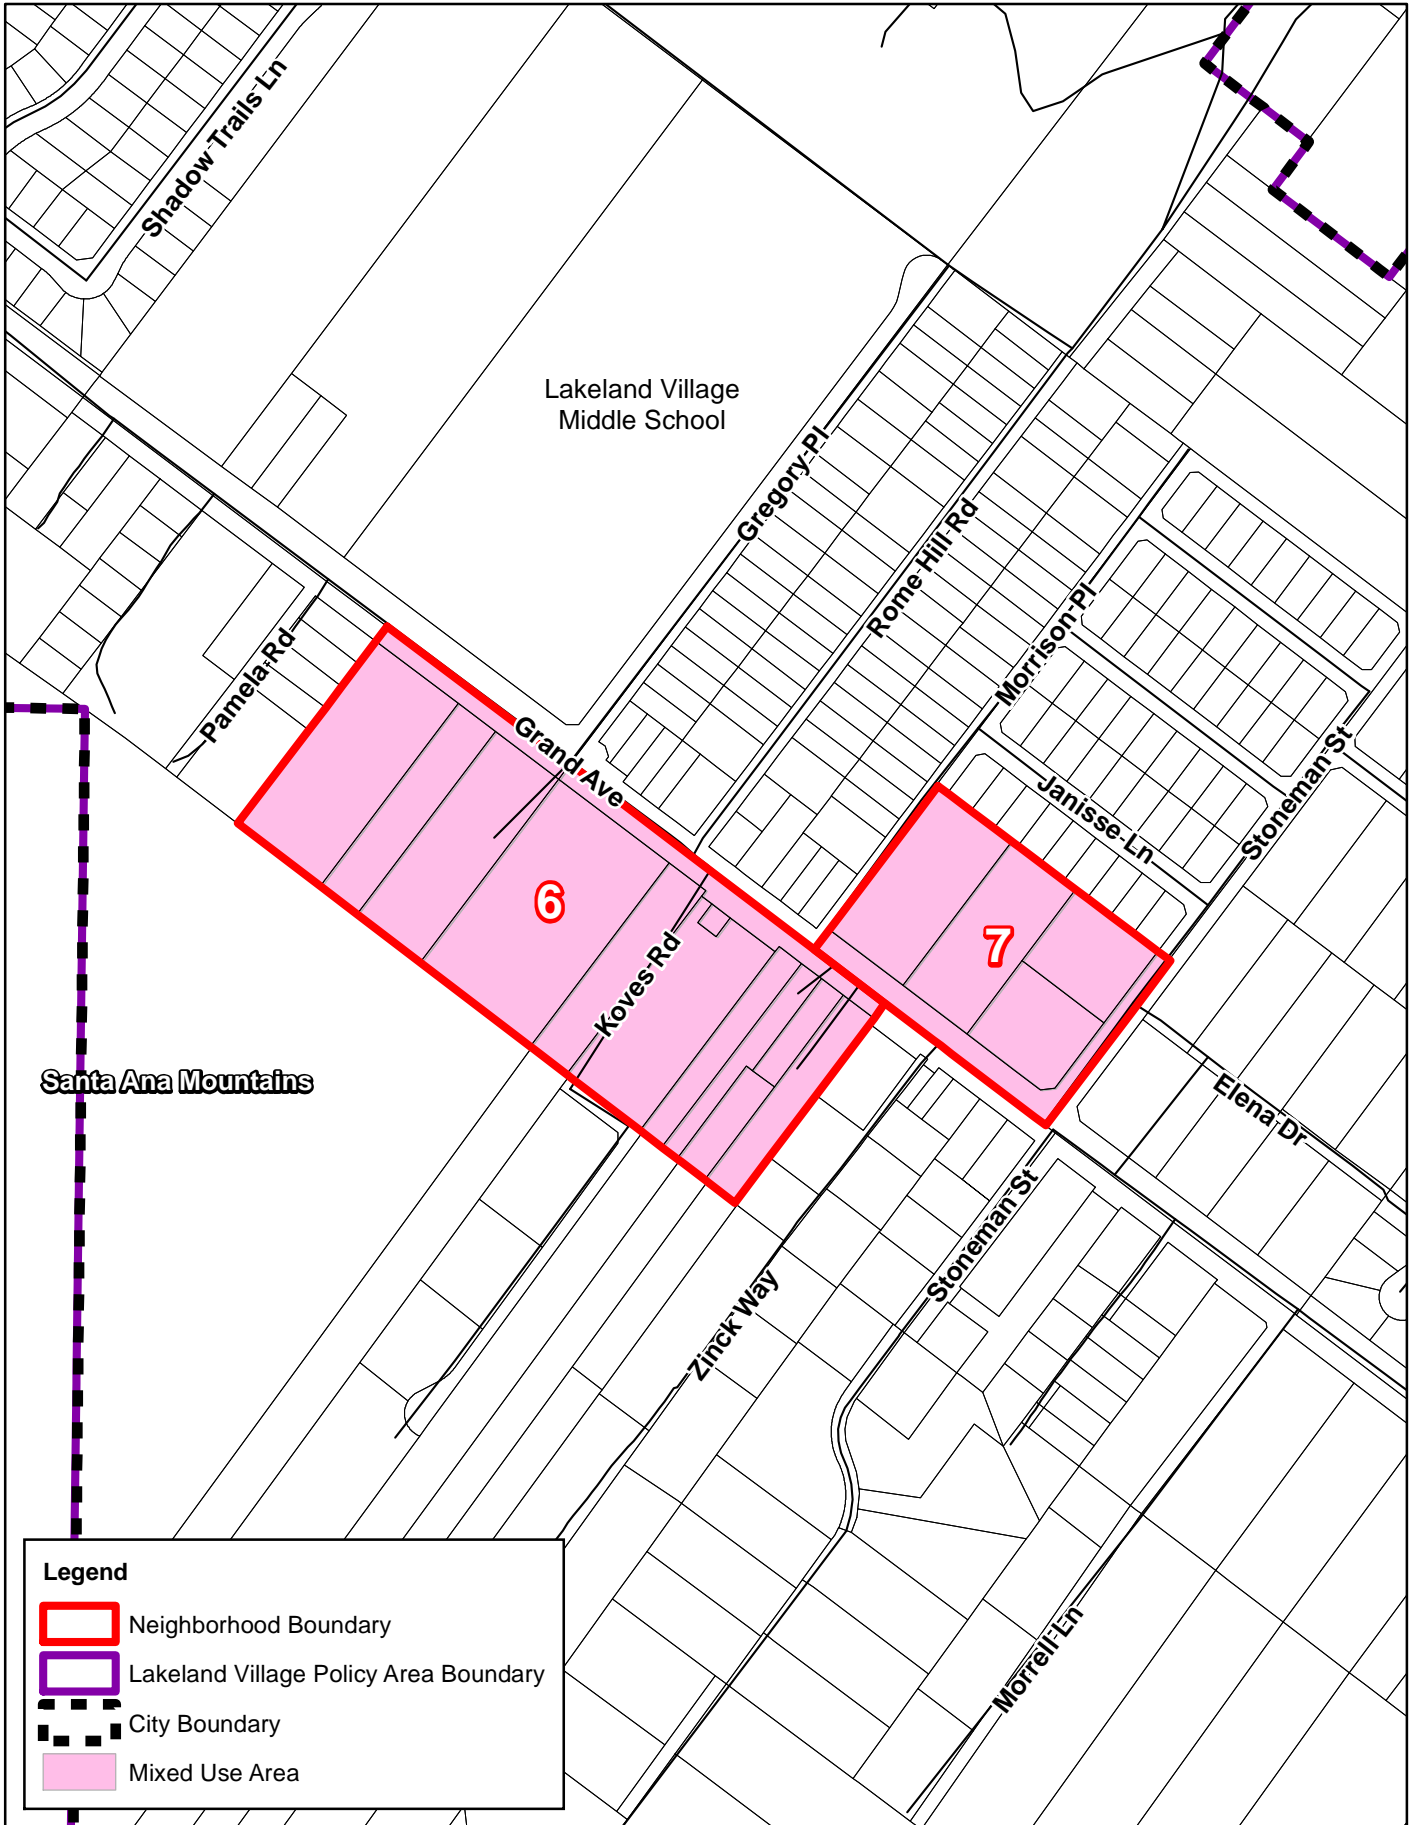 Shadow Trails Ln
Lakeland Village
Middle School
Gregory Pl
Rome Hill Rd
Morrison Pl
Pamela Rd
Grand Ave
Janisse Ln
Stoneman St
6
7
Koves Rd
Santa Ana Mountains
Elena Dr
Stoneman St
Zinck Way
Morrell Ln
Legend
Neighborhood Boundary
Lakeland Village Policy Area Boundary
City Boundary
Mixed Use Area